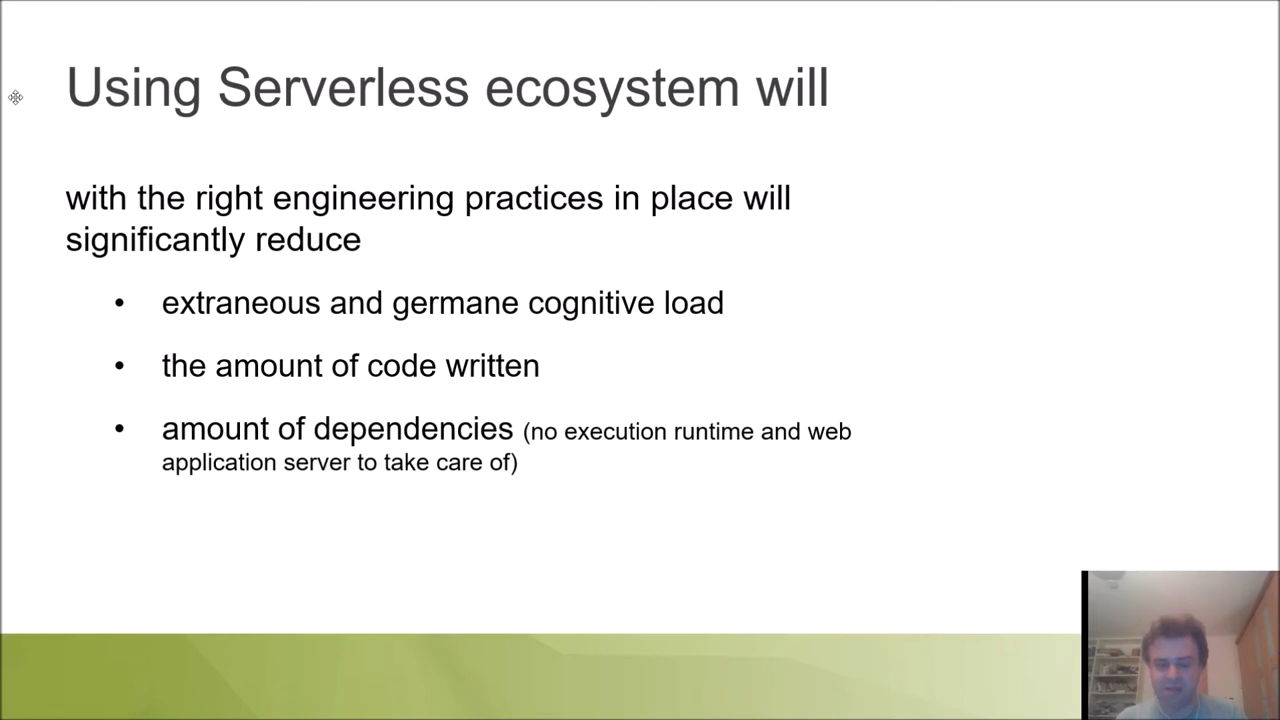 Using Serverless ecosystem will
with the right engineering practices in place will
significantly reduce
• extraneous and germane cognitive load
• the amount of code written
• amount of dependencies (no execution runtime and web
application server to take care of)